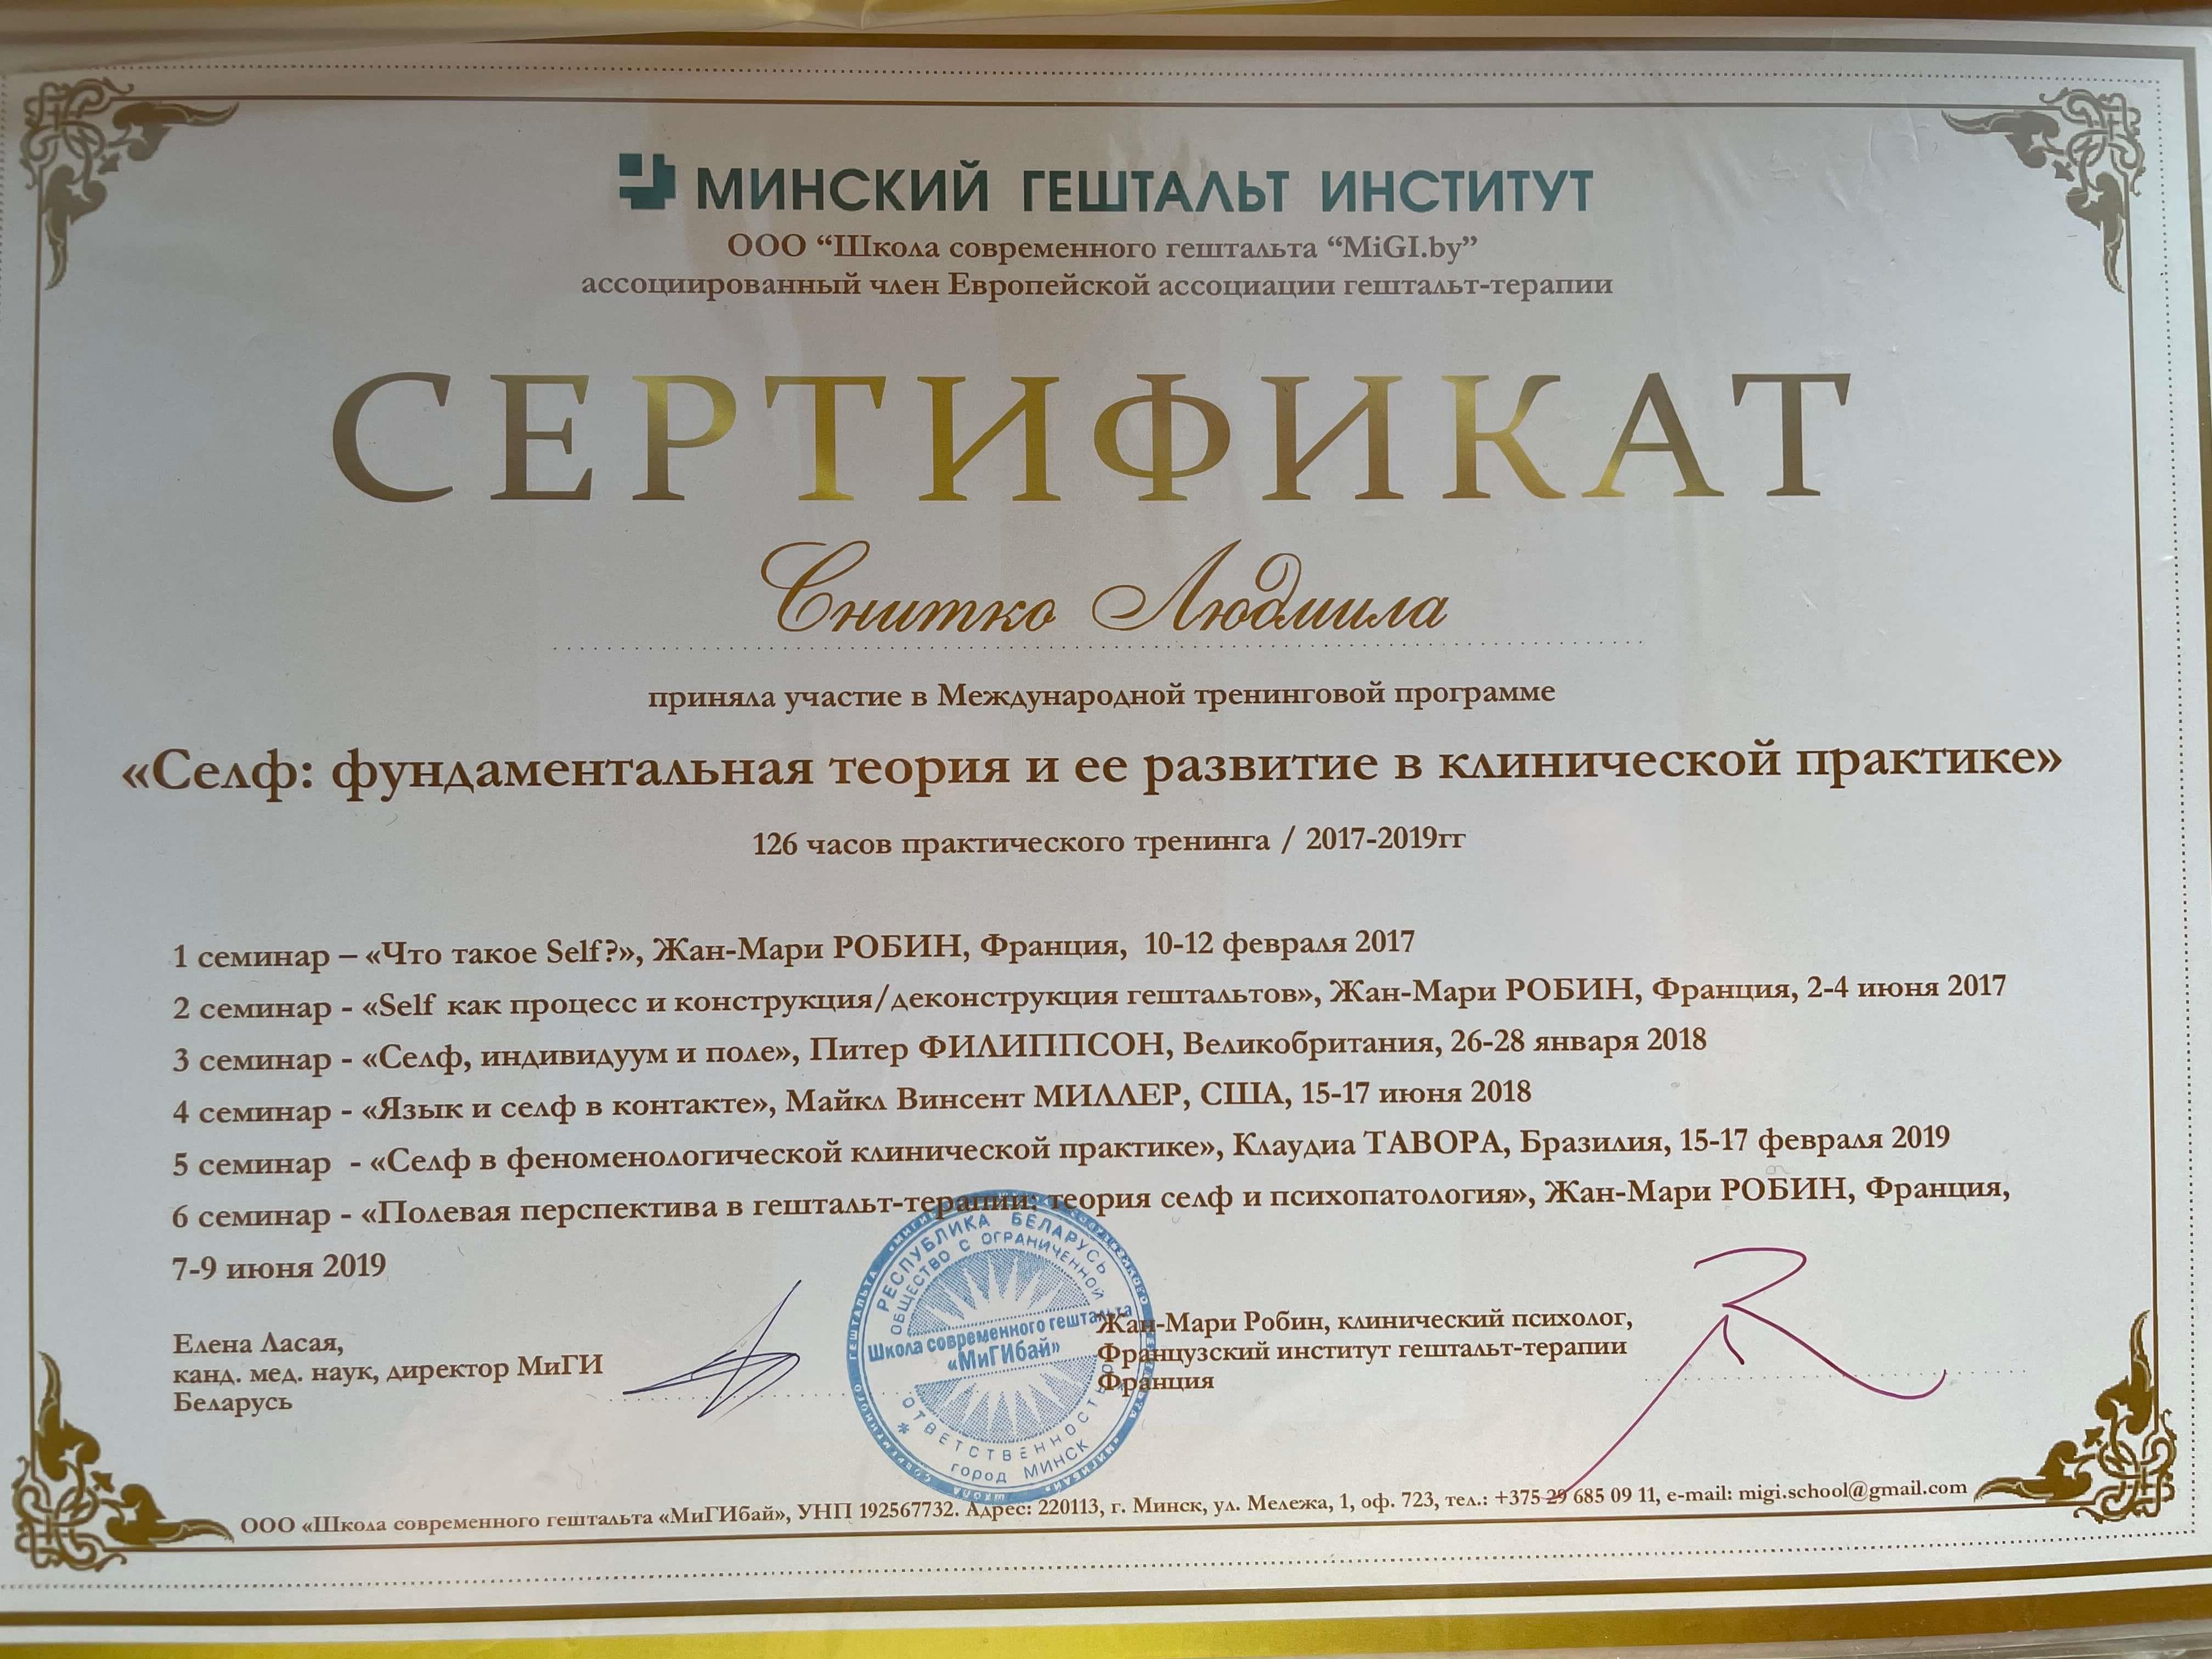 МИНСКИЙ ГЕШТАЛЬТ ИНСТИТУТ
ООО “Школа современного гештальта “MiGI.by”
ассоциированный член Европейской ассоциации гештальт-терапии
СЕРТИФИКАТ
Снитко Людмила
приняла участие в Международной тренинговой программе
«Селф: фундаментальная теория и ее развитие в клинической практике»
126 часов практического тренинга / 2017-2019гг
1 семинар – «Что такое Self?», Жан-Мари РОБИН, Франция, 10-12 февраля 2017
2 семинар - «Self как процесс и конструкция/деконструкция гештальтов», Жан-Мари РОБИН, Франция, 2-4 июня 2017
3 семинар - «Селф, индивидуум и поле», Питер ФИЛИППСОН, Великобритания, 26-28 января 2018
4 семинар - «Язык и селф в контакте», Майкл Винсент МИЛЛЕР, США, 15-17 июня 2018
5 семинар - «Селф в феноменологической клинической практике», Клаудиа ТАВОРА, Бразилия, 15-17 февраля 2019
6 семинар - «Полевая перспектива в гештальт-терапии: теория селф и психопатология», Жан-Мари РОБИН, Франция,
7-9 июня 2019
Елена Ласая,
канд. мед. наук, директор МиГИ
Беларусь
РЕСПУБЛИКА БЕЛАРУСЬ
ОБЩЕСТВО С ОГРАНИЧЕННОЙ
Школа современного гештальта
«МиГИбай»
ОТВЕТСТВЕННОСТЬЮ
город МИНСК
Жан-Мари Робин, клинический психолог,
Французский институт гештальт-терапии
Франция
ООО «Школа современного гештальта «МиГИбай», УНП 192567732. Адрес: 220113, г. Минск, ул. Мележа, 1, оф. 723, тел.: +375 29 685 09 11, e-mail: migi.school@gmail.com